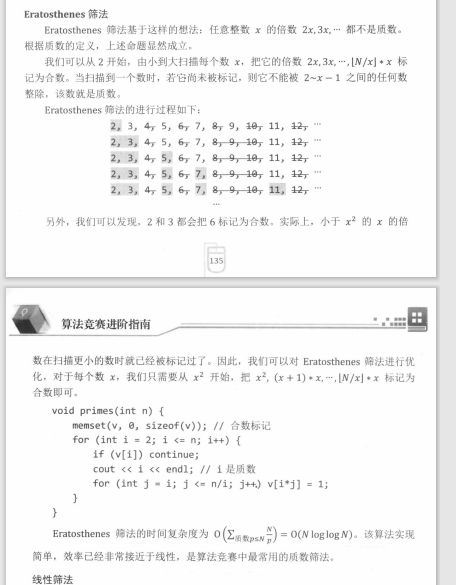 Eratosthenes 筛法
Eratosthenes 筛法基于这样的想法：任意整数 x 的倍数 2x,3x,⋯ 都不是质数。
根据质数的定义，上述命题显然成立。
我们可以从 2 开始，由小到大扫描每个数 x，把它的倍数 2x,3x,⋯,⌊N/x⌋ * x 标
记为合数。当扫描到一个数时，若它尚未被标记，则它不能被 2~x − 1 之间的任何数
整除，该数就是质数。
Eratosthenes 筛法的进行过程如下：
2, 3, 4, 5, 6, 7, 8, 9, 10, 11, 12, ⋯
2, 3, 4, 5, 6, 7, 8, 9, 10, 11, 12, ⋯
2, 3, 4, 5, 6, 7, 8, 9, 10, 11, 12, ⋯
2, 3, 4, 5, 6, 7, 8, 9, 10, 11, 12, ⋯
2, 3, 4, 5, 6, 7, 8, 9, 10, 11, 12, ⋯
⋯
另外，我们可以发现，2 和 3 都会把 6 标记为合数。实际上，小于 x² 的 x 的倍
135
算法竞赛进阶指南
数在扫描更小的数时就已经被标记过了。因此，我们可以对 Eratosthenes 筛法进行优
化，对于每个数 x，我们只需要从 x² 开始，把 x², (x + 1) * x,⋯,⌊N/x⌋ * x 标记为
合数即可。
void primes(int n) {
memset(v, 0, sizeof(v)); // 合数标记
for (int i = 2; i <= n; i++) {
if (v[i]) continue;
cout << i << endl; // i 是质数
for (int j = i; j <= n/i; j++) v[i*j] = 1;
}
}
Eratosthenes 筛法的时间复杂度为 O(∑质数p≤N N/p) = O(N log log N)。该算法实现
简单，效率已经非常接近线性，是算法竞赛中最常用的质数筛法。
线性筛法